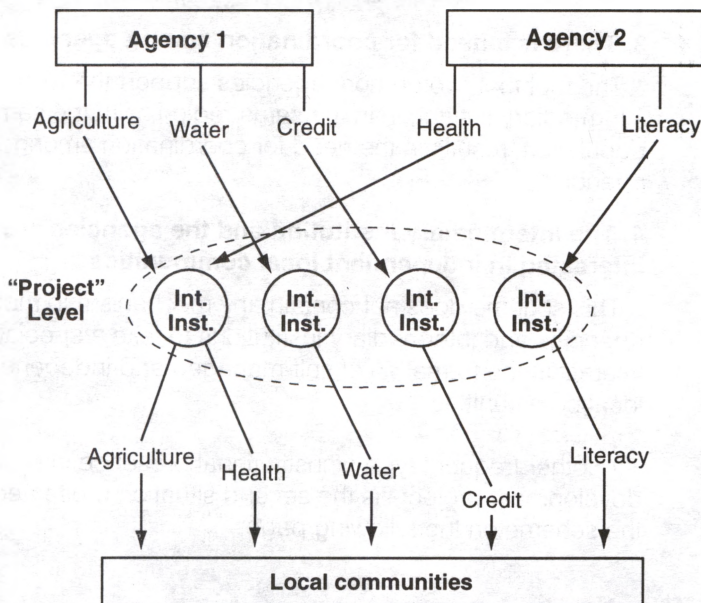 Agency 1
Agency 2
Agriculture
Water
Credit
Health
Literacy
"Project"
Level
Int.
Inst.
Int.
Inst.
Int.
Inst.
Int.
Inst.
Agriculture
Health
Water
Credit
Literacy
Local communities